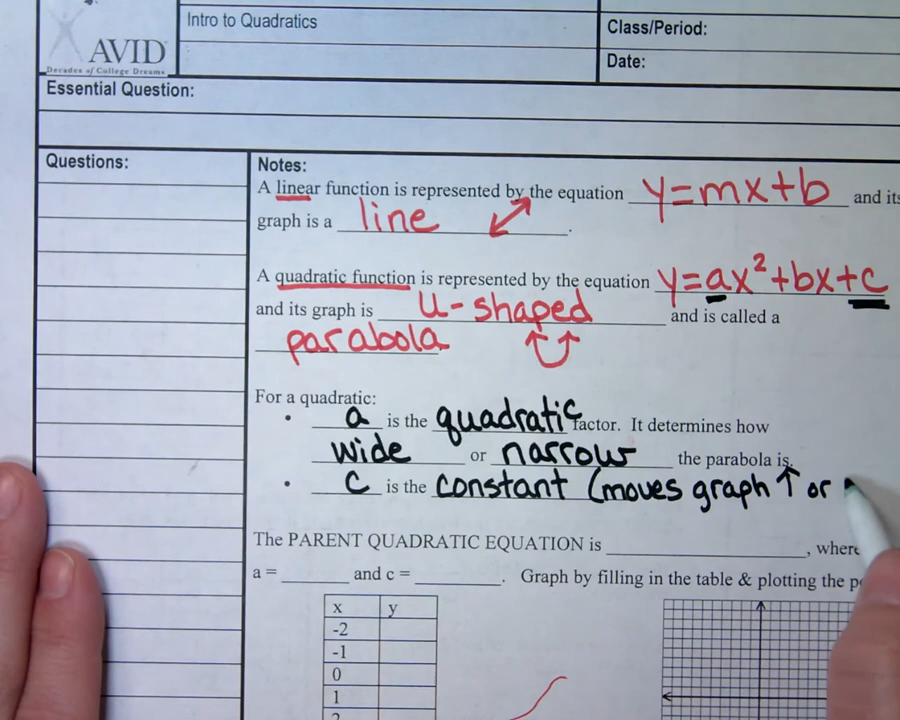 Intro to Quadratics
Class/Period:
AVID
Decades of College Dreams
Date:
Essential Question:
Questions:
Notes:
A linear function is represented by the equation y=mx+b and its
graph is a line.
A quadratic function is represented by the equation y=ax²+bx+c
and its graph is U-shaped and is called a
parabola
For a quadratic:
• a is the quadratic factor. It determines how
wide or narrow the parabola is.
• c is the constant (moves graph ↑ or
The PARENT QUADRATIC EQUATION is ____________, where
a = ______ and c = ______. Graph by filling in the table & plotting the
x y
-2
-1
0
1
2